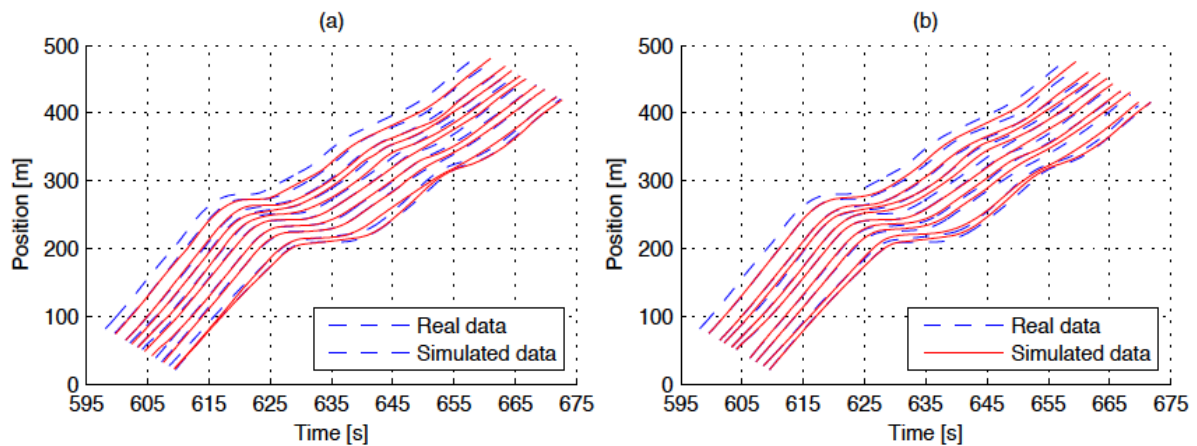 (a)
500
400
300
200
100
0
Position [m]
595 605 615 625 635 645 655 665 675
Time [s]
Real data
Simulated data
(b)
500
400
300
200
100
0
Position [m]
595 605 615 625 635 645 655 665 675
Time [s]
Real data
Simulated data